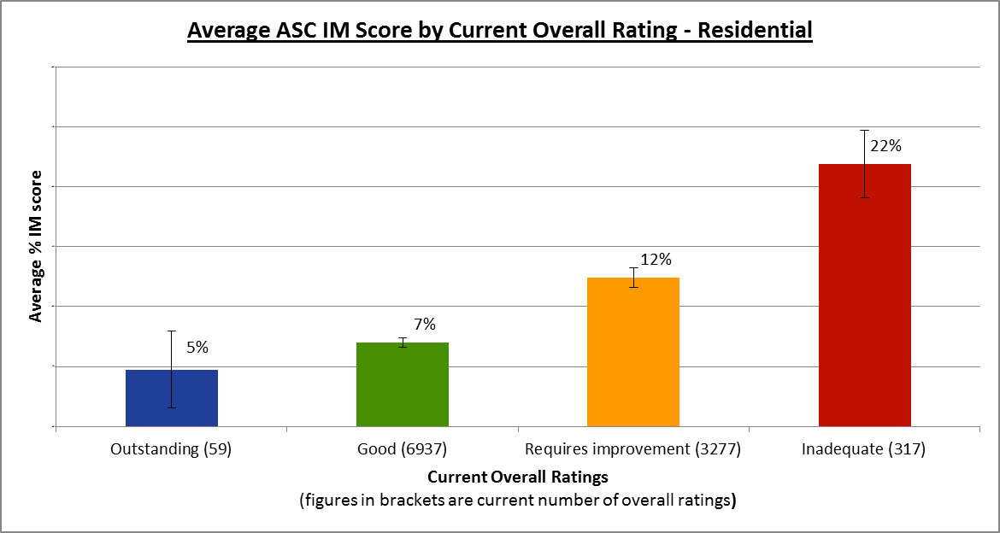 Average ASC IM Score by Current Overall Rating - Residential
Average % IM score
5%
7%
12%
22%
Outstanding (59)
Good (6937)
Requires improvement (3277)
Inadequate (317)
Current Overall Ratings
(figures in brackets are current number of overall ratings)